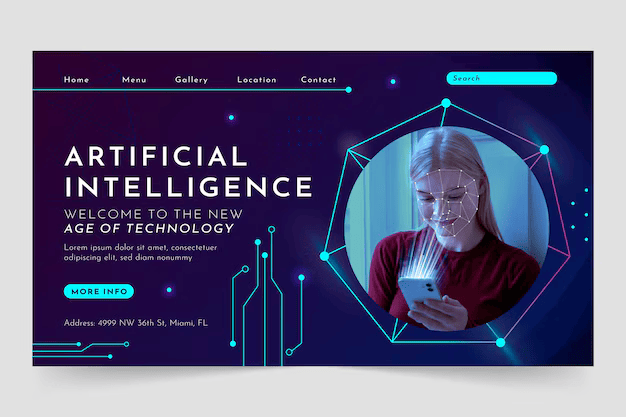 Home Menu Gallery Location Contact Search
ARTIFICIAL
INTELLIGENCE
WELCOME TO THE NEW
AGE OF TECHNOLOGY
Lorem ipsum dolor sit amet, consectetuer
adipiscing elit, sed diam nonummy
MORE INFO
Address: 4999 NW 36th St, Miami, FL